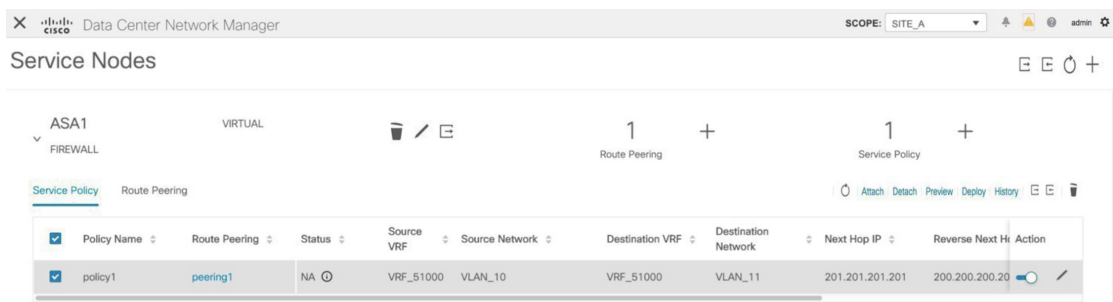 CISCO Data Center Network Manager SCOPE: SITE_A admin
Service Nodes
ASA1 VIRTUAL 1 1
FIREWALL Route Peering Service Policy
Service Policy Route Peering Attach Detach Preview Deploy History
Policy Name Route Peering Status Source VRF Source Network Destination VRF Destination Network Next Hop IP Reverse Next Action
policy1 peering1 NA VRF_51000 VLAN_10 VRF_51000 VLAN_11 201.201.201.201 200.200.200.20